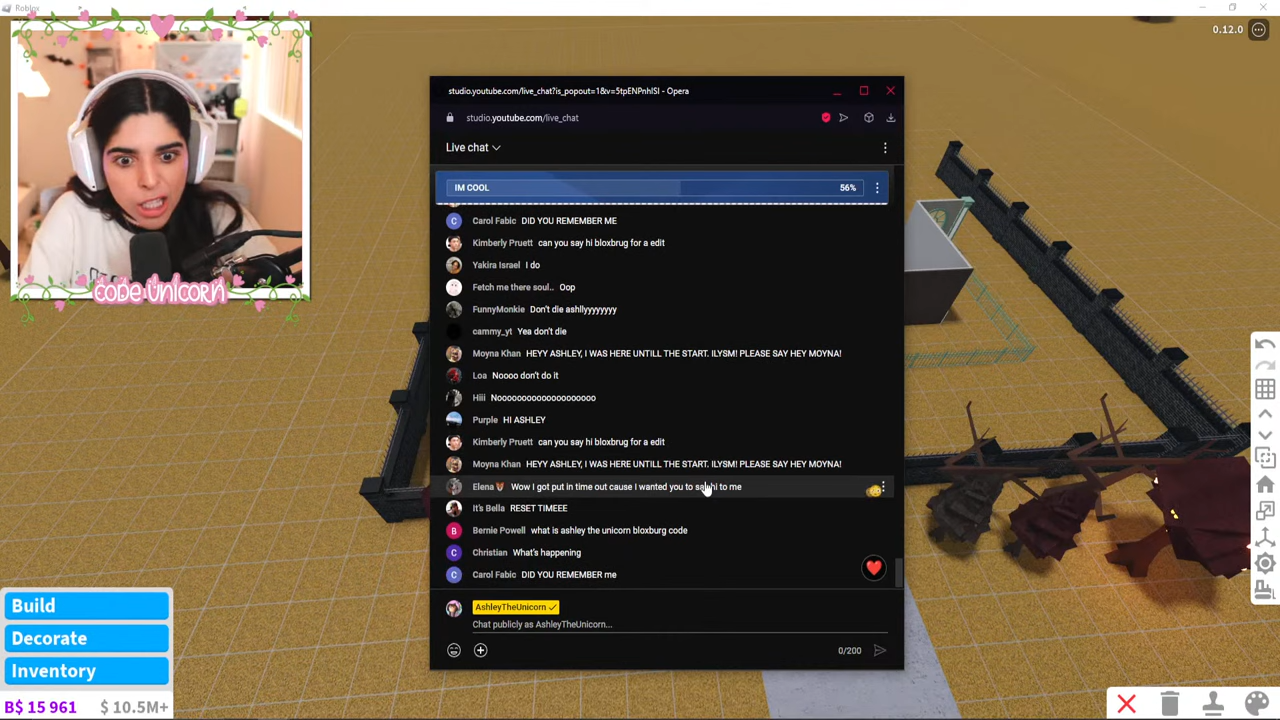 Roblox
0.12.0
CODE UNICORN
studio.youtube.com/live_chat?is_popout=1&v=5tpENPnhlSI - Opera
studio.youtube.com/live_chat
Live chat
IM COOL 56%
C Carol Fabic DID YOU REMEMBER ME
Kimberly Pruett can you say hi bloxbrug for a edit
Yakira Israel I do
Fetch me there soul.. Oop
FunnyMonkie Don't die ashllyyyyyyy
cammy_yt Yea don't die
Moyna Khan HEYY ASHLEY, I WAS HERE UNTILL THE START. ILYSM! PLEASE SAY HEY MOYNA!
Loa Noooo don't do it
Hiii Nooooooooooooooooooo
Purple HI ASHLEY
Kimberly Pruett can you say hi bloxbrug for a edit
Moyna Khan HEYY ASHLEY, I WAS HERE UNTILL THE START. ILYSM! PLEASE SAY HEY MOYNA!
Elena Wow I got put in time out cause I wanted you to say hi to me
It's Bella RESET TIMEEE
B Bernie Powell what is ashley the unicorn bloxburg code
C Christian What's happening
C Carol Fabic DID YOU REMEMBER me
AshleyTheUnicorn
Chat publicly as AshleyTheUnicorn...
0/200
Build
Decorate
Inventory
B$ 15 961 $ 10.5M+